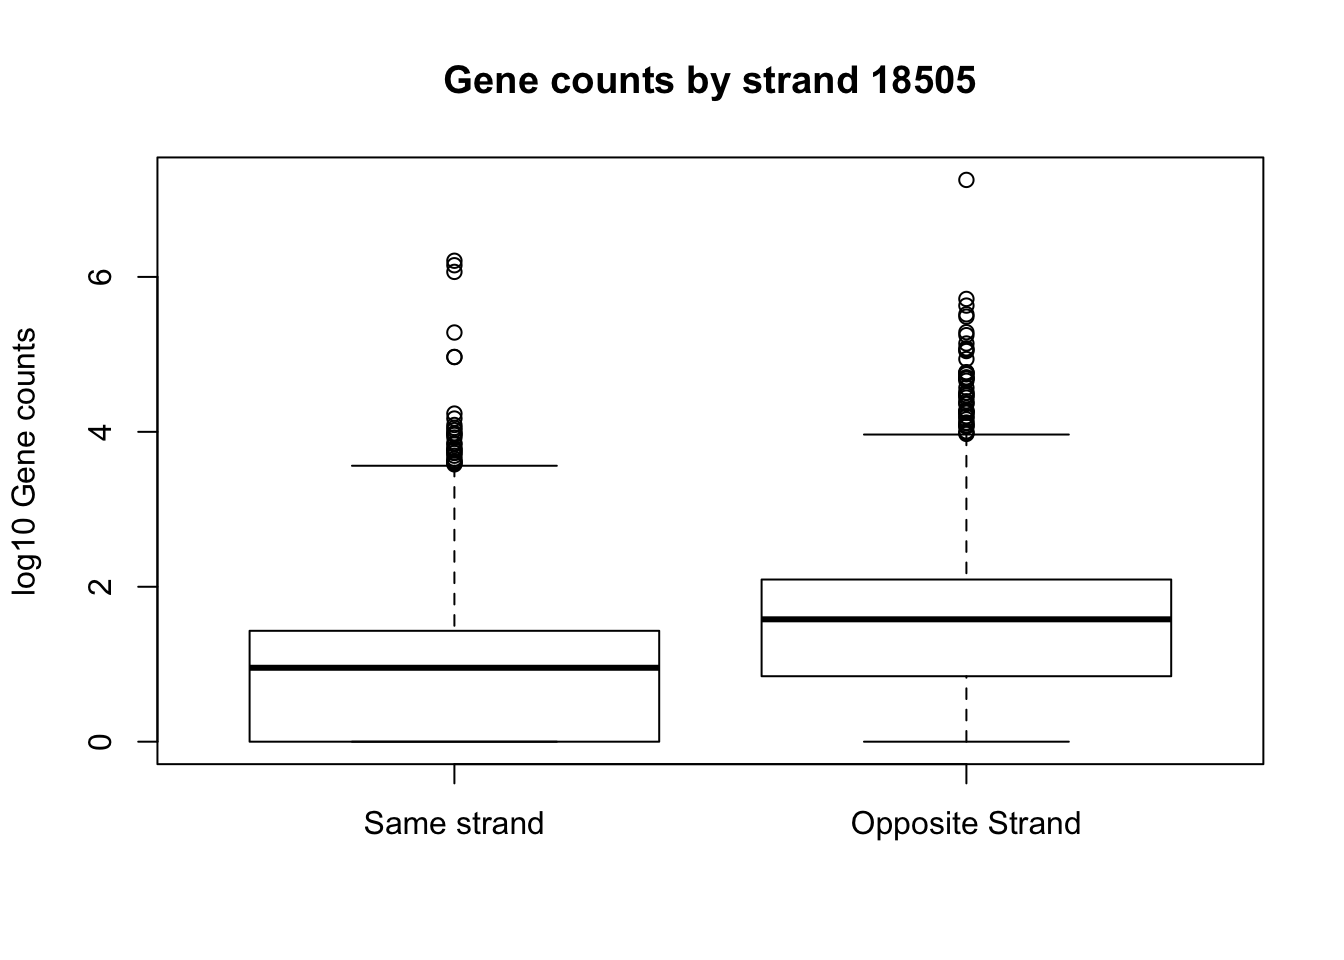 Gene counts by strand 18505
log10 Gene counts
6
4
2
0
Same strand
Opposite Strand